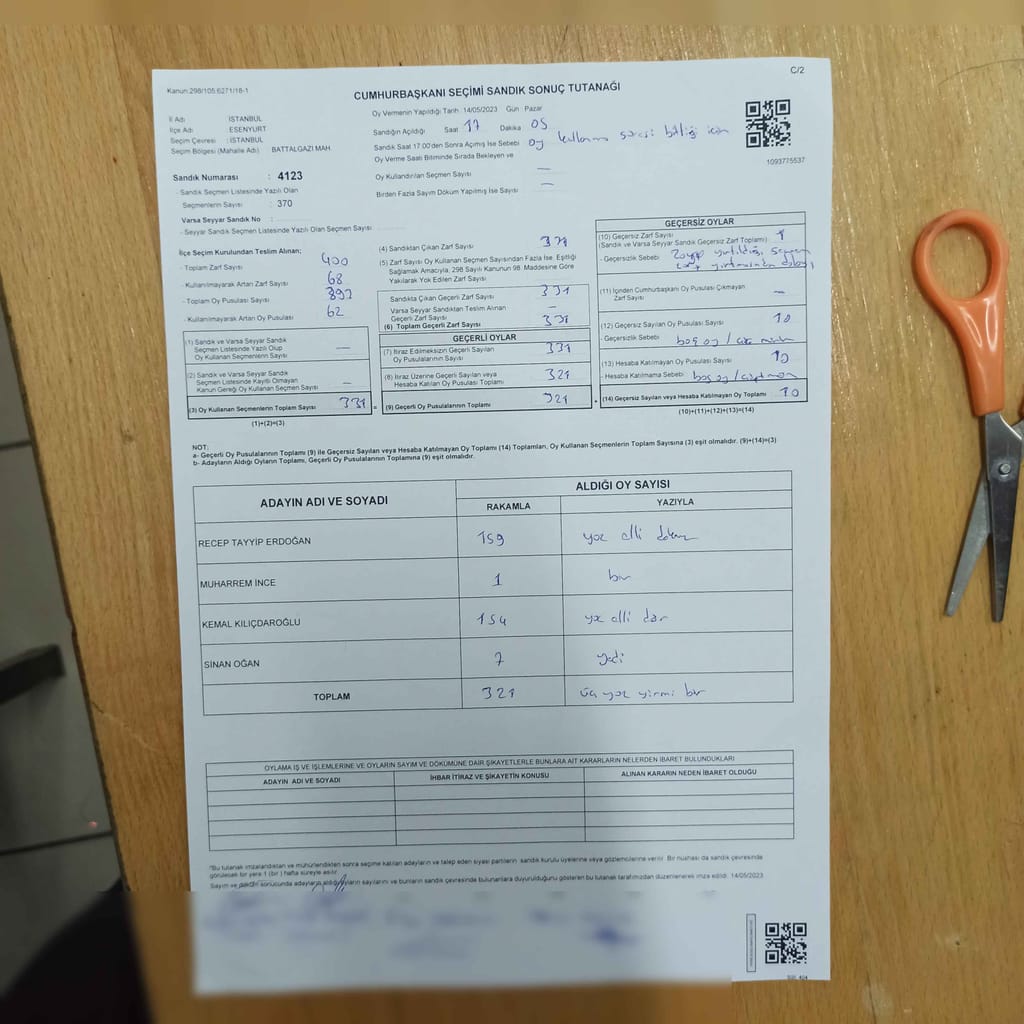 C/2
Kanun:298/105.6271/18-1
CUMHURBAŞKANI SEÇİMİ SANDIK SONUÇ TUTANAĞI
İl Adı : İSTANBUL
İlçe Adı : ESENYURT
Seçim Çevresi : İSTANBUL
Seçim Bölgesi (Mahalle Adı) BATTALGAZI MAH.
Sandık Numarası : 4123
- Sandık Seçmen Listesinde Yazılı Olan
Seçmenlerin Sayısı : 370
Varsa Seyyar Sandık No :
- Seyyar Sandık Seçmen Listesinde Yazılı Olan Seçmen Sayısı:
Oy Vermenin Yapıldığı Tarih: 14/05/2023 Gün Pazar
Sandığın Açıldığı Saat 17 Dakika 05
Sandık Saat 17:00'den Sonra Açılmış İse Sebebi oy kullanma süresi bittiği için
Oy Verme Saati Bitiminde Sırada Bekleyen ve
Oy Kullandırılan Seçmen Sayısı —
Birden Fazla Sayım Döküm Yapılmış İse Sayısı —
1093775537
İlçe Seçim Kurulundan Teslim Alınan;
- Toplam Zarf Sayısı 400
- Kullanılmayarak Artan Zarf Sayısı 68
- Toplam Oy Pusulası Sayısı 393
- Kullanılmayarak Artan Oy Pusulası 62
(1) Sandık ve Varsa Seyyar Sandık
Seçmen Listesinde Yazılı Olup
Oy Kullanan Seçmenlerin Sayısı —
(2) Sandık ve Varsa Seyyar Sandık
Seçmen Listesinde Kayıtlı Olmayan
Kanun Gereği Oy Kullanan Seçmen Sayısı —
(3) Oy Kullanan Seçmenlerin Toplam Sayısı 331 =
(1)+(2)=(3)
(4) Sandıktan Çıkan Zarf Sayısı 331
(5) Zarf Sayısı Oy Kullanan Seçmen Sayısından Fazla İse, Eşitliği
Sağlamak Amacıyla, 298 Sayılı Kanunun 98. Maddesine Göre
Yakılarak Yok Edilen Zarf Sayısı
Sandıkta Çıkan Geçerli Zarf Sayısı 331
Varsa Seyyar Sandıktan Teslim Alınan
Geçerli Zarf Sayısı —
(6) Toplam Geçerli Zarf Sayısı 331
GEÇERLİ OYLAR
(7) İtiraz Edilmeksizin Geçerli Sayılan
Oy Pusulalarının Sayısı 331
(8) İtiraz Üzerine Geçerli Sayılan veya
Hesaba Katılan Oy Pusulası Toplamı 321
(9) Geçerli Oy Pusulalarının Toplamı 321 +
GEÇERSİZ OYLAR
(10) Geçersiz Zarf Sayısı
(Sandık ve Varsa Seyyar Sandık Geçersiz Zarf Toplamı) 1
- Geçersizlik Sebebi
(11) İçinden Cumhurbaşkanı Oy Pusulası Çıkmayan
Zarf Sayısı —
(12) Geçersiz Sayılan Oy Pusulası Sayısı 10
- Geçersizlik Sebebi boş oy /
(13) Hesaba Katılmayan Oy Pusulası Sayısı 10
- Hesaba Katılmama Sebebi boş oy /
(14) Geçersiz Sayılan veya Hesaba Katılmayan Oy Toplamı 10
(10)+(11)+(12)+(13)=(14)
NOT:
a- Geçerli Oy Pusulalarının Toplamı (9) ile Geçersiz Sayılan veya Hesaba Katılmayan Oy Toplamı (14) Toplamları, Oy Kullanan Seçmenlerin Toplam Sayısına (3) eşit olmalıdır. (9)+(14)=(3)
b- Adayların Aldığı Oyların Toplamı, Geçerli Oy Pusulalarının Toplamına (9) eşit olmalıdır.
ADAYIN ADI VE SOYADI ALDIĞI OY SAYISI
RAKAMLA YAZIYLA
RECEP TAYYİP ERDOĞAN 159 yüz elli dokuz
MUHARREM İNCE 1 bir
KEMAL KILIÇDAROĞLU 154 yüz elli dör
SİNAN OĞAN 7 yedi
TOPLAM 321 üç yüz yirmi bir
OYLAMA İŞ VE İŞLEMLERİNE VE OYLARIN SAYIM VE DÖKÜMÜNE DAİR ŞİKAYETLERLE BUNLARA AİT KARARLARIN NELERDEN İBARET BULUNDUKLARI
ADAYIN ADI VE SOYADI İHBAR İTİRAZ VE ŞİKAYETİN KONUSU ALINAN KARARIN NEDEN İBARET OLDUĞU
*Bu tutanak imzalandıktan ve mühürlendikten sonra seçime katılan adayların ve talep eden siyasi partilerin sandık kurulu üyelerine veya gözlemcilerine verilir. Bir nüshası da sandık çevresinde
görülecek bir yere 1 (bir) hafta süreyle asılır.
Sayım ve döküm sonucunda adayların aldığı oyların sayılarını ve bunların sandık çevresinde bulunanlara duyurulduğunu gösteren bu tutanak tarafımızdan düzenlenerek imza edildi. 14/05/2023